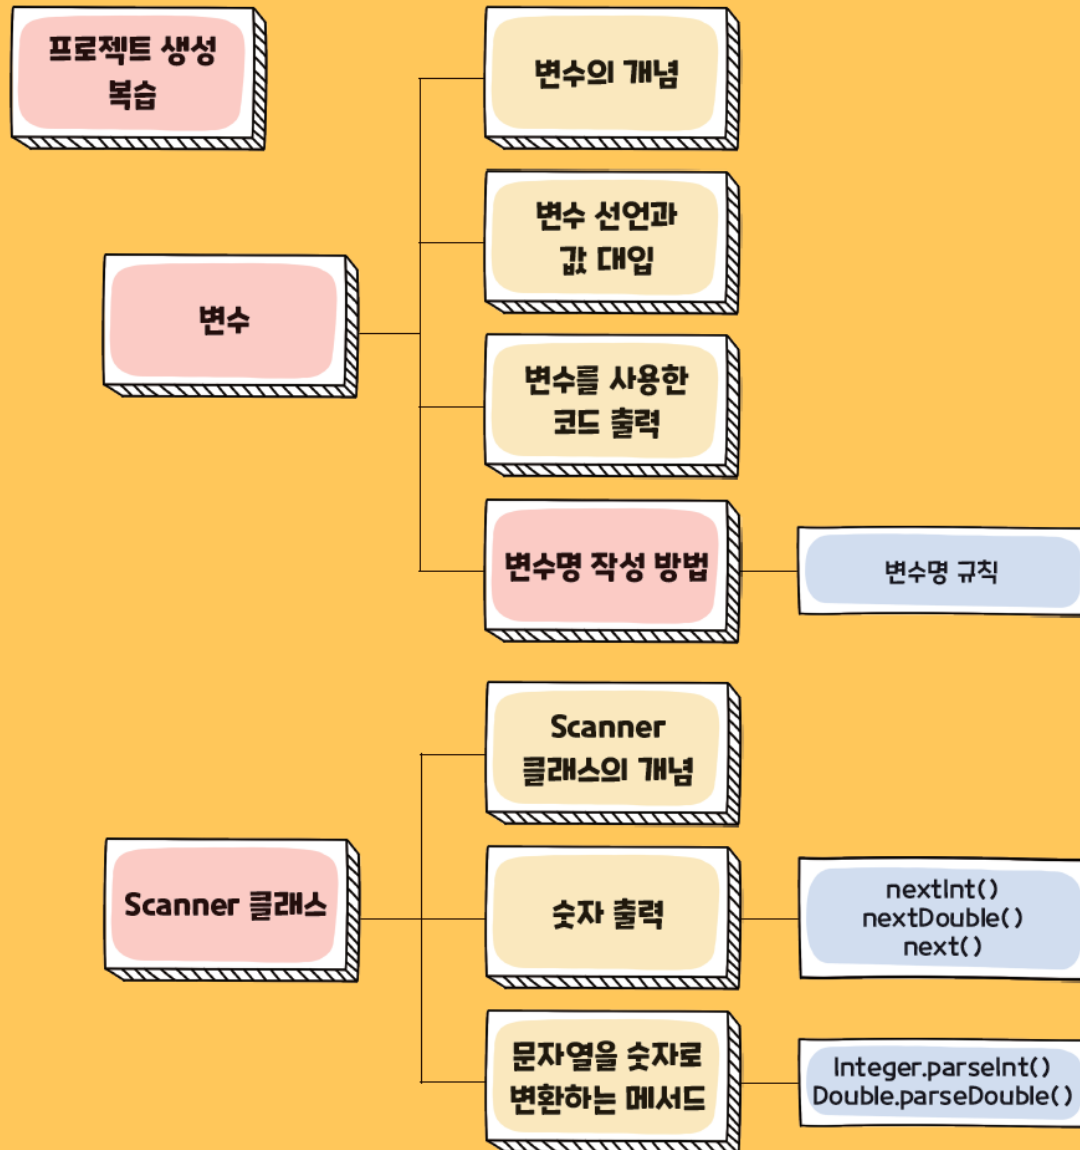 프로젝트 생성
복습
변수
변수의 개념
변수 선언과
값 대입
변수를 사용한
코드 출력
변수명 작성 방법
변수명 규칙
Scanner 클래스
Scanner
클래스의 개념
숫자 출력
nextInt()
nextDouble()
next()
문자열을 숫자로
변환하는 메서드
Integer.parseInt()
Double.parseDouble()